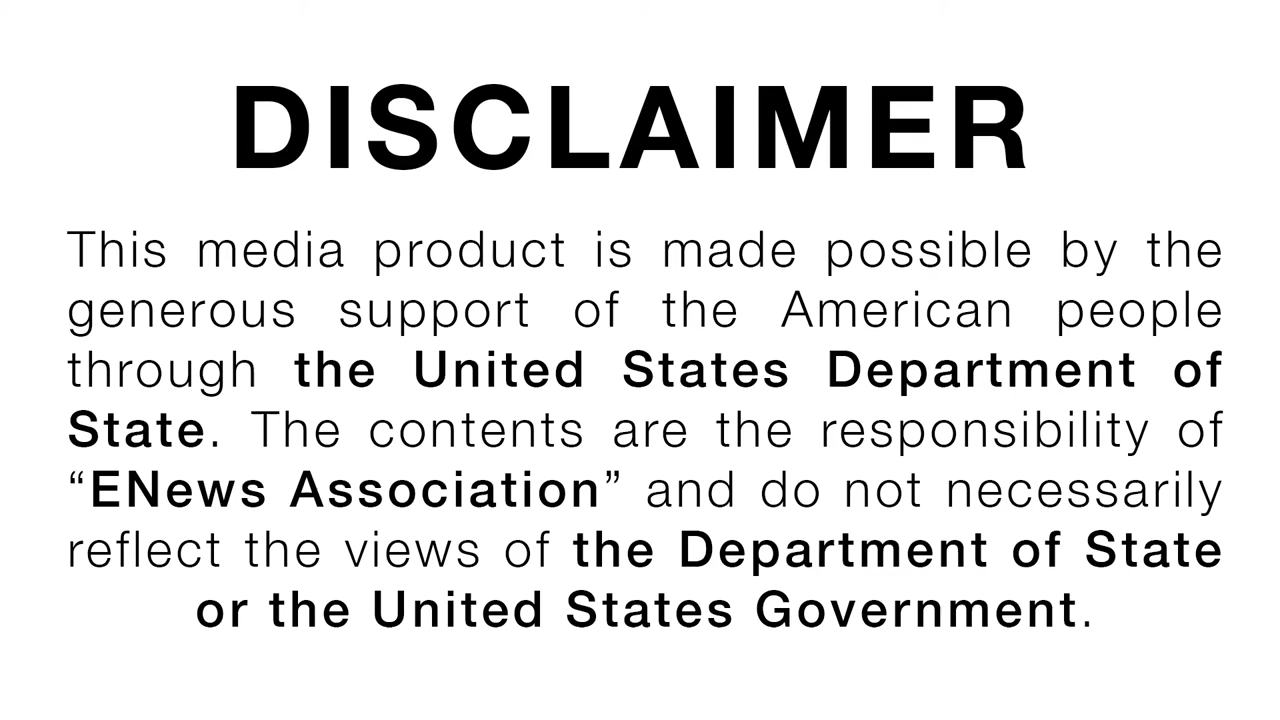 DISCLAIMER
This media product is made possible by the
generous support of the American people
through the United States Department of
State. The contents are the responsibility of
“ENews Association” and do not necessarily
reflect the views of the Department of State
or the United States Government.